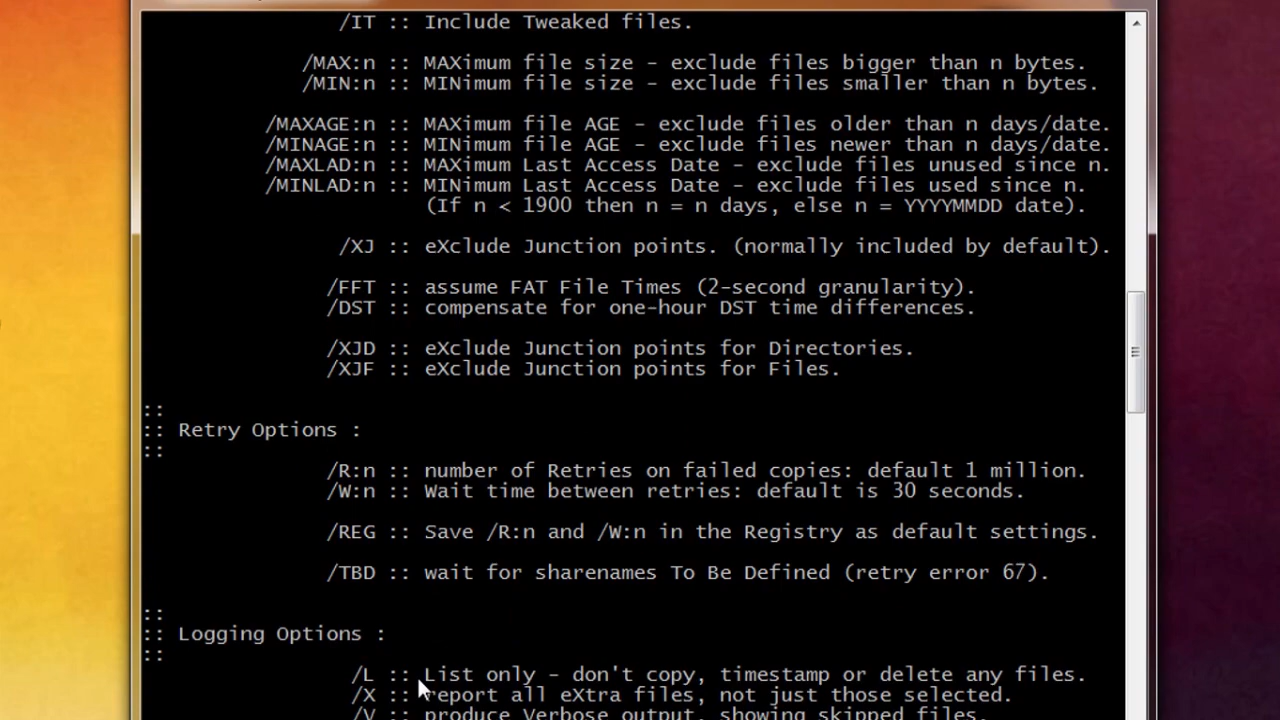 /IT :: Include Tweaked files.
/MAX:n :: MAXimum file size - exclude files bigger than n bytes.
/MIN:n :: MINimum file size - exclude files smaller than n bytes.
/MAXAGE:n :: MAXimum file AGE - exclude files older than n days/date.
/MINAGE:n :: MINimum file AGE - exclude files newer than n days/date.
/MAXLAD:n :: MAXimum Last Access Date - exclude files unused since n.
/MINLAD:n :: MINimum Last Access Date - exclude files used since n.
(If n < 1900 then n = n days, else n = YYYYMMDD date).
/XJ :: eXclude Junction points. (normally included by default).
/FFT :: assume FAT File Times (2-second granularity).
/DST :: compensate for one-hour DST time differences.
/XJD :: eXclude Junction points for Directories.
/XJF :: eXclude Junction points for Files.
::
:: Retry Options :
::
/R:n :: number of Retries on failed copies: default 1 million.
/W:n :: Wait time between retries: default is 30 seconds.
/REG :: Save /R:n and /W:n in the Registry as default settings.
/TBD :: wait for sharenames To Be Defined (retry error 67).
::
:: Logging Options :
::
/L :: List only - don't copy, timestamp or delete any files.
/X :: report all eXtra files, not just those selected.
/V :: produce Verbose output, showing skipped files.